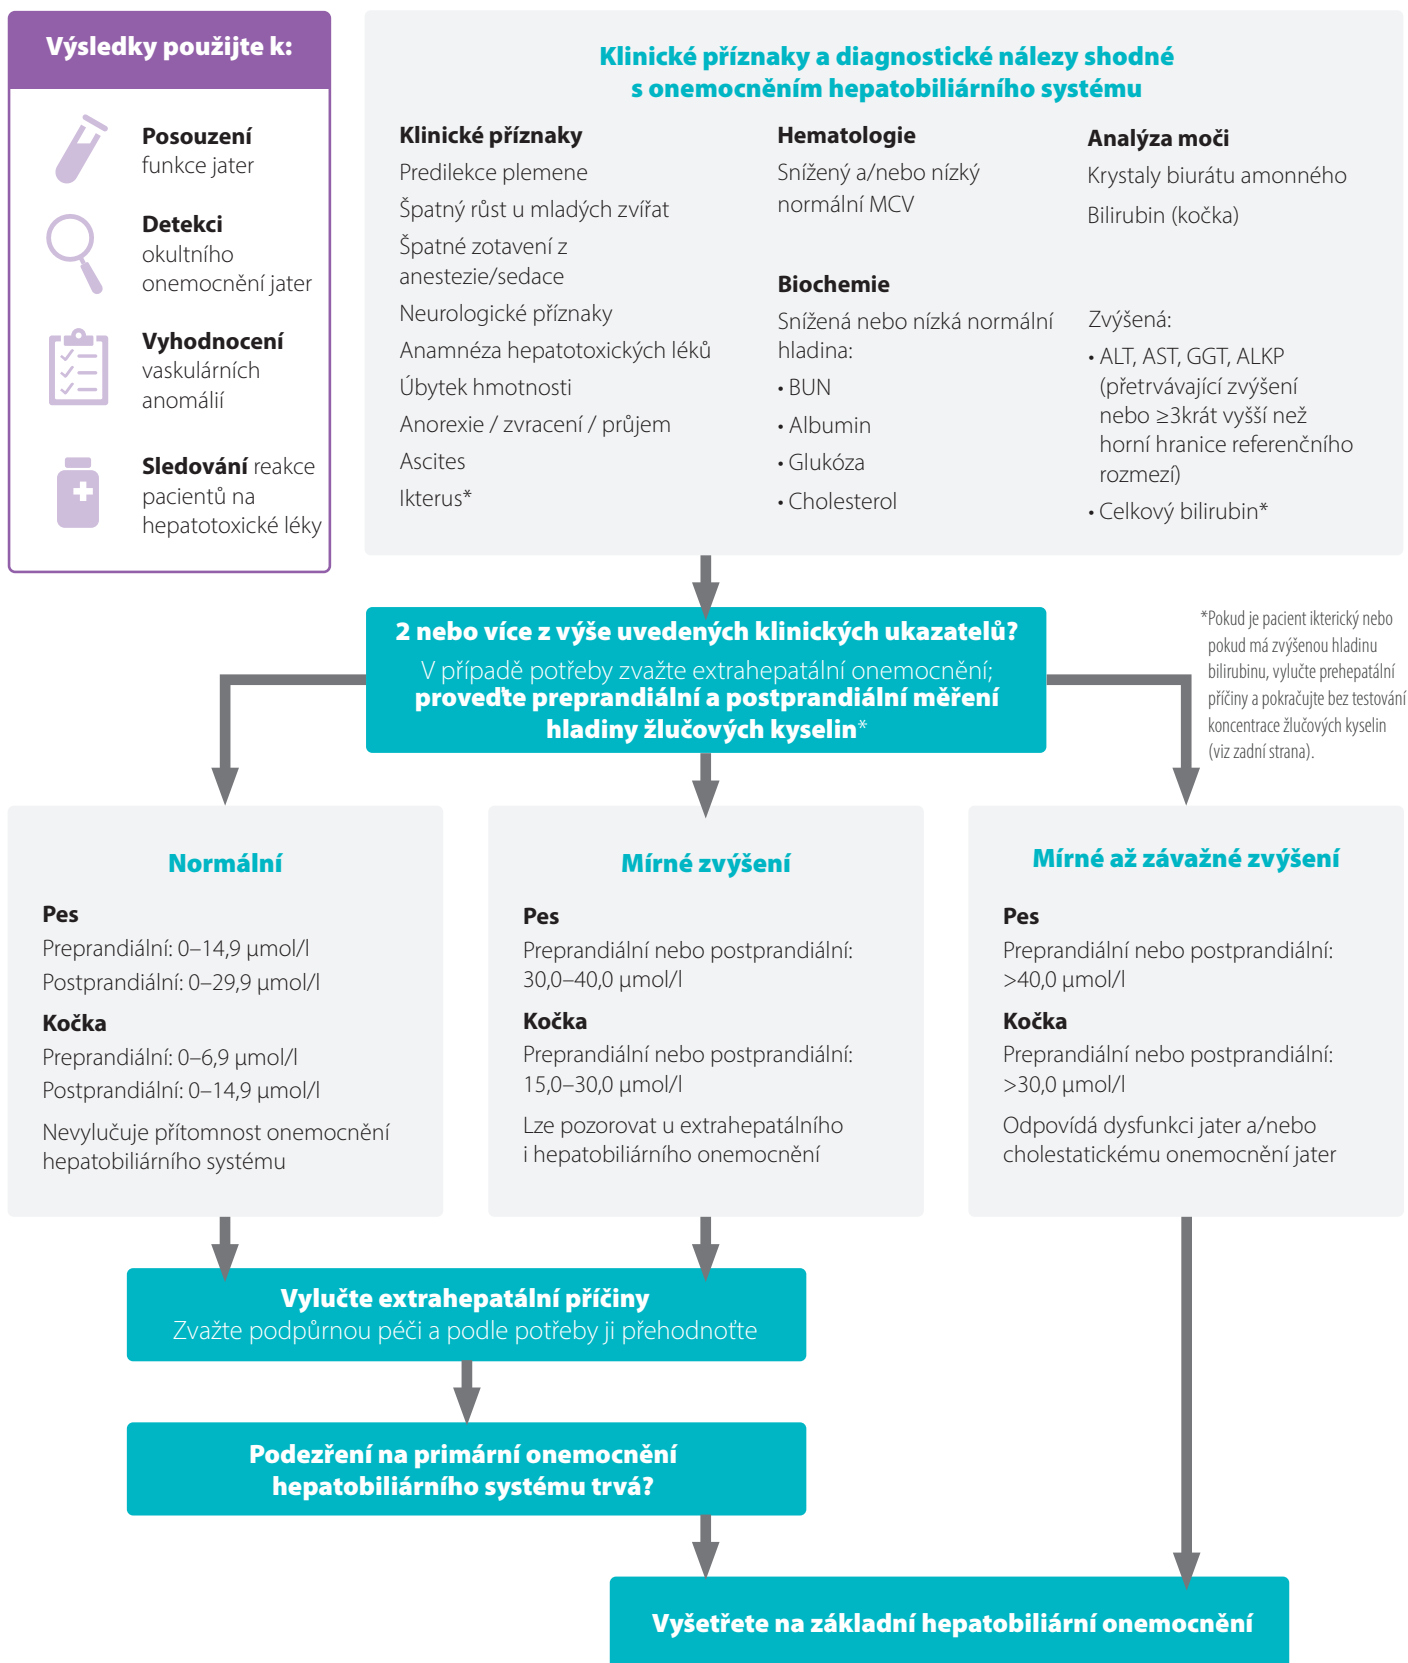 Výsledky použijte k:
Posouzení
funkce jater
Detekci
okultního
onemocnění jater
Vyhodnocení
vaskulárních
anomálií
Sledování reakce
pacientů na
hepatotoxické léky
Klinické příznaky a diagnostické nálezy shodné
s onemocněním hepatobiliárního systému
Klinické příznaky
Predilekce plemene
Špatný růst u mladých zvířat
Špatné zotavení z
anestezie/sedace
Neurologické příznaky
Anamnéza hepatotoxických léků
Úbytek hmotnosti
Anorexie / zvracení / průjem
Ascites
Ikterus*
Hematologie
Snížený a/nebo nízký
normální MCV
Biochemie
Snížená nebo nízká normální
hladina:
• BUN
• Albumin
• Glukóza
• Cholesterol
Analýza moči
Krystaly biurátu amonného
Bilirubin (kočka)
Zvýšená:
• ALT, AST, GGT, ALKP
(přetrvávající zvýšení
nebo ≥3krát vyšší než
horní hranice referenčního
rozmezí)
• Celkový bilirubin*
2 nebo více z výše uvedených klinických ukazatelů?
V případě potřeby zvažte extrahepatální onemocnění;
proveďte preprandiální a postprandiální měření
hladiny žlučových kyselin*
*Pokud je pacient ikterický nebo
pokud má zvýšenou hladinu
bilirubinu, vylučte prehepatální
příčiny a pokračujte bez testování
koncentrace žlučových kyselin
(viz zadní strana).
Normální
Pes
Preprandiální: 0–14,9 µmol/l
Postprandiální: 0–29,9 µmol/l
Kočka
Preprandiální: 0–6,9 µmol/l
Postprandiální: 0–14,9 µmol/l
Nevylučuje přítomnost onemocnění
hepatobiliárního systému
Mírné zvýšení
Pes
Preprandiální nebo postprandiální:
30,0–40,0 µmol/l
Kočka
Preprandiální nebo postprandiální:
15,0–30,0 µmol/l
Lze pozorovat u extrahepatálního
i hepatobiliárního onemocnění
Mírné až závažné zvýšení
Pes
Preprandiální nebo postprandiální:
>40,0 µmol/l
Kočka
Preprandiální nebo postprandiální:
>30,0 µmol/l
Odpovídá dysfunkci jater a/nebo
cholestatickému onemocnění jater
Vylučte extrahepatální příčiny
Zvažte podpůrnou péči a podle potřeby ji přehodnoťte
Podezření na primární onemocnění
hepatobiliárního systému trvá?
Vyšetřete na základní hepatobiliární onemocnění